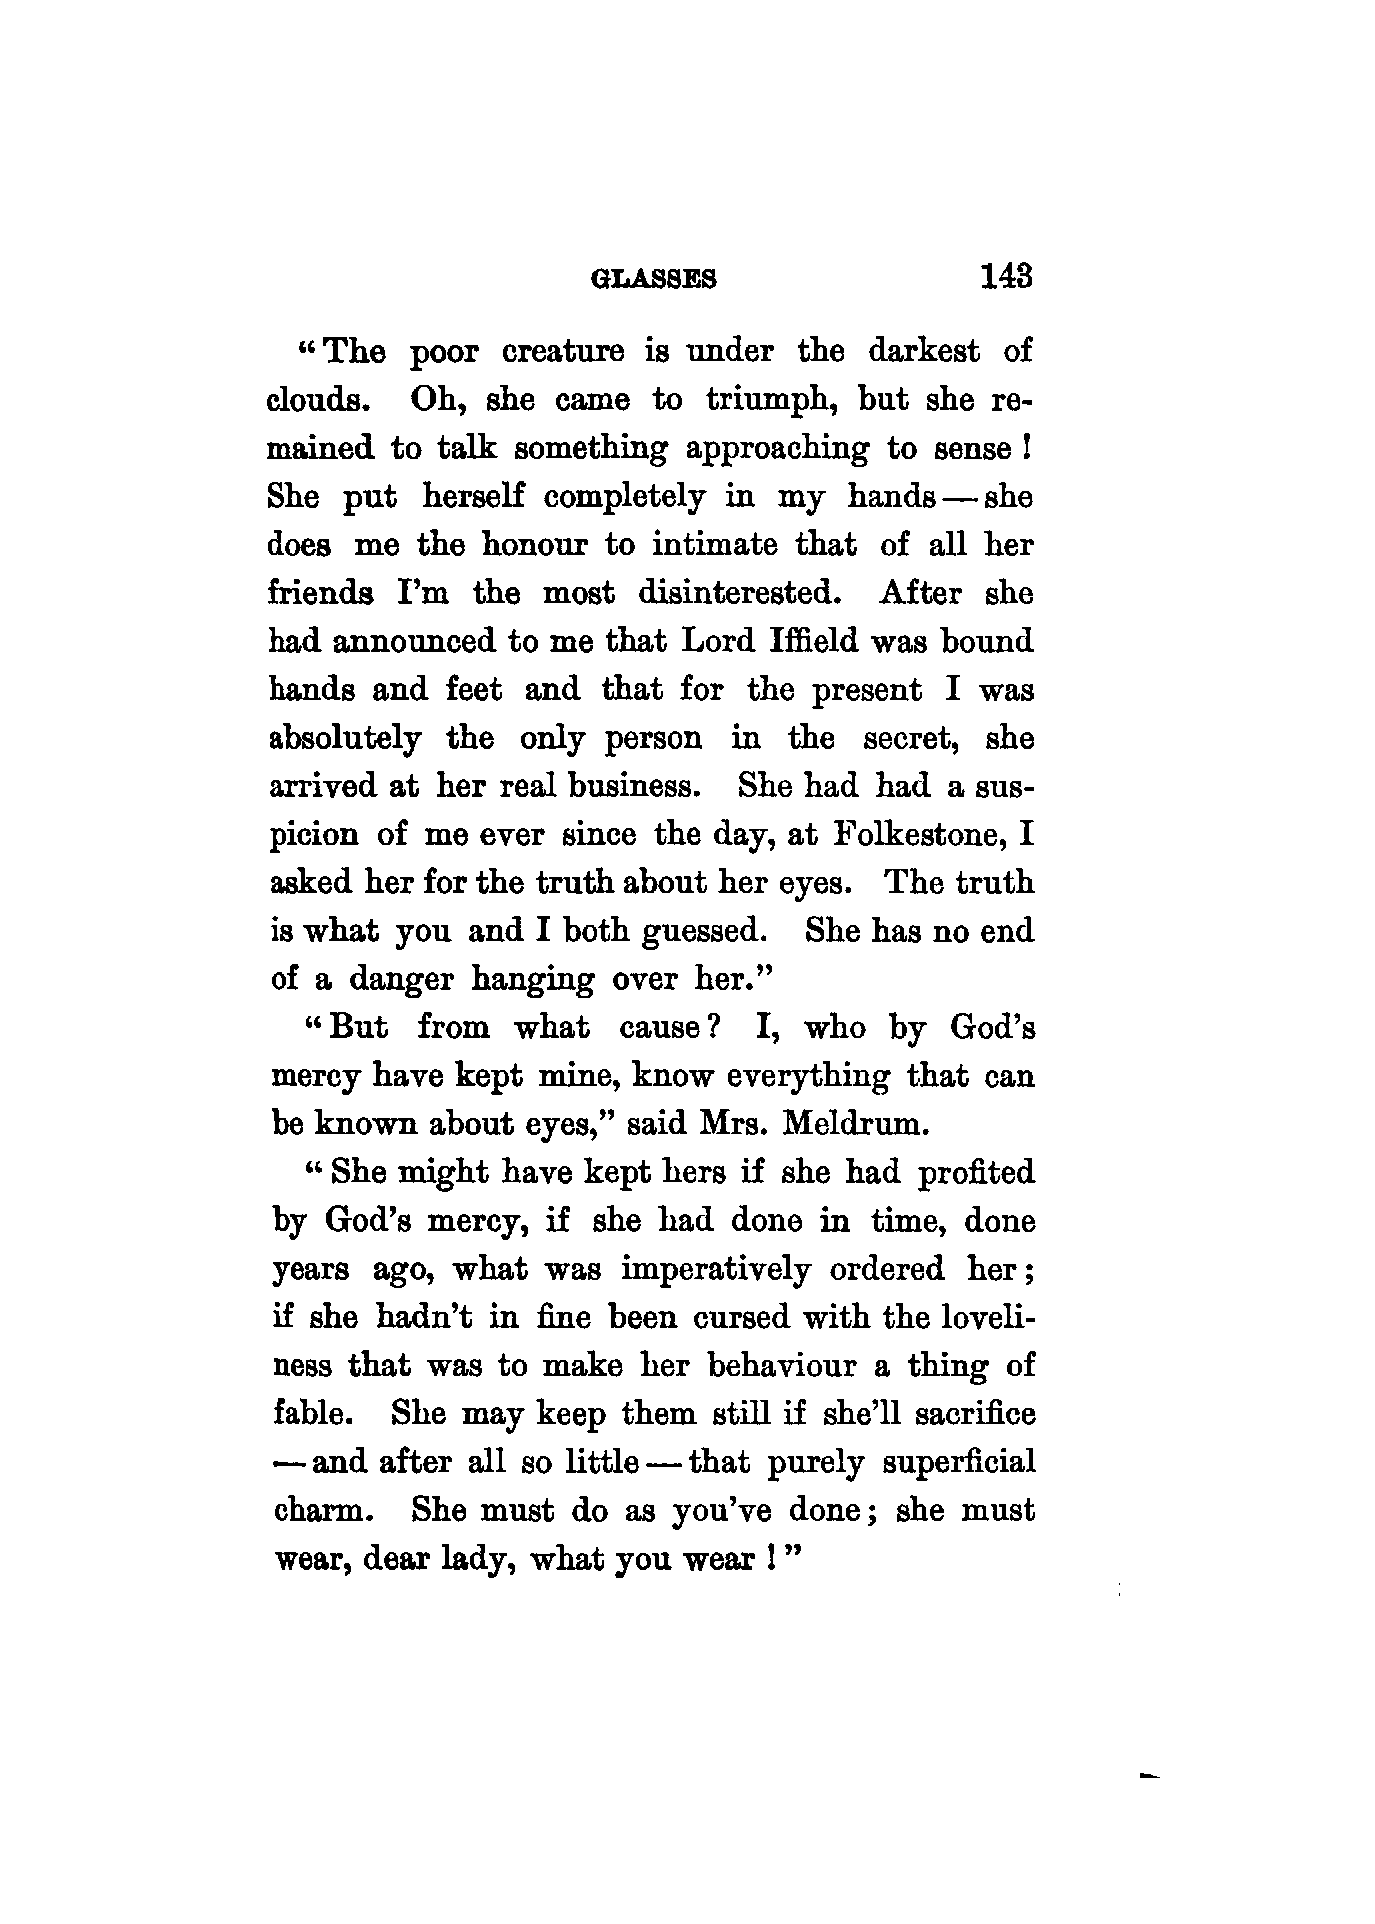 GLASSES 143
“The poor creature is under the darkest of
clouds. Oh, she came to triumph, but she re-
mained to talk something approaching to sense!
She put herself completely in my hands—she
does me the honour to intimate that of all her
friends I’m the most disinterested. After she
had announced to me that Lord Iffield was bound
hands and feet and that for the present I was
absolutely the only person in the secret, she
arrived at her real business. She had had a sus-
picion of me ever since the day, at Folkestone, I
asked her for the truth about her eyes. The truth
is what you and I both guessed. She has no end
of a danger hanging over her.”
“But from what cause? I, who by God’s
mercy have kept mine, know everything that can
be known about eyes,” said Mrs. Meldrum.
“She might have kept hers if she had profited
by God’s mercy, if she had done in time, done
years ago, what was imperatively ordered her;
if she hadn’t in fine been cursed with the loveli-
ness that was to make her behaviour a thing of
fable. She may keep them still if she’ll sacrifice
—and after all so little—that purely superficial
charm. She must do as you’ve done; she must
wear, dear lady, what you wear!”